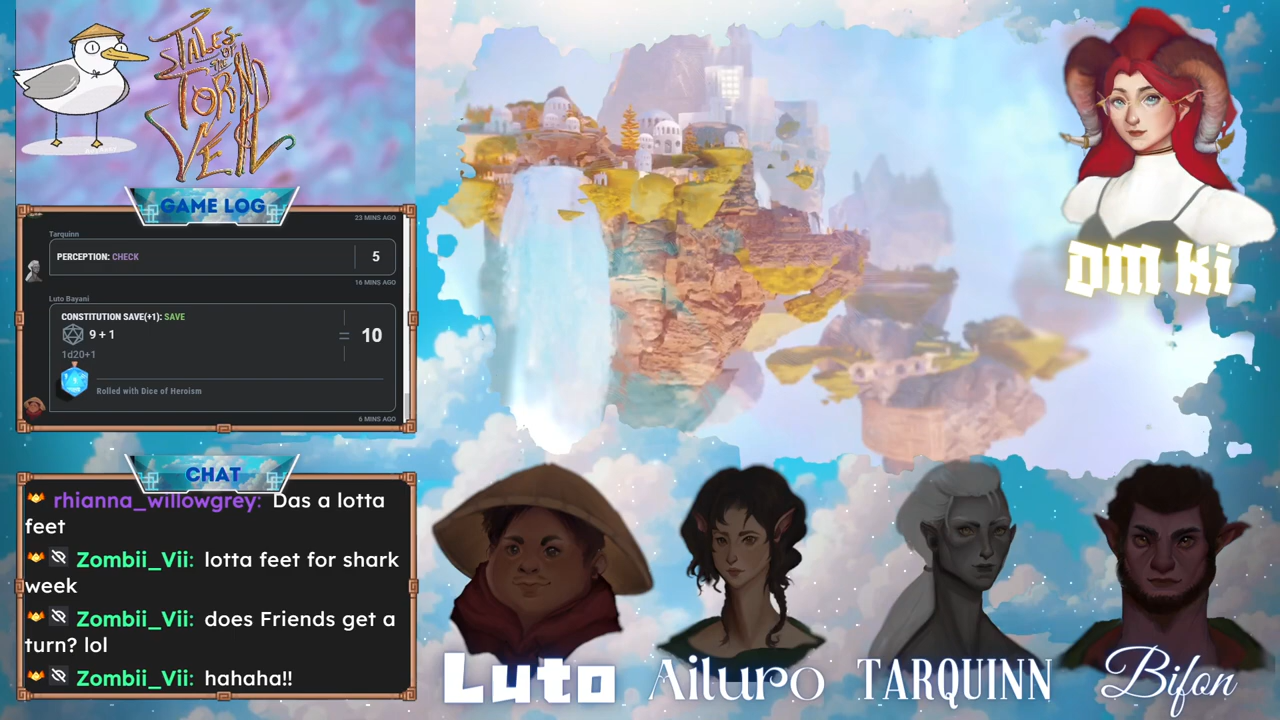 TALES
OF
THE
TORN
VEIL
GAME LOG
23 MINS AGO
Tarquinn
PERCEPTION: CHECK
5
16 MINS AGO
Luto Bayani
CONSTITUTION SAVE(+1): SAVE
9 + 1
= 10
1d20+1
Rolled with Dice of Heroism
6 MINS AGO
CHAT
rhianna_willowgrey: Das a lotta
feet
Zombii_Vii: lotta feet for shark
week
Zombii_Vii: does Friends get a
turn? lol
Zombii_Vii: hahaha!!
DM Ki
Luto
Ailuro
TARQUINN
Bifon